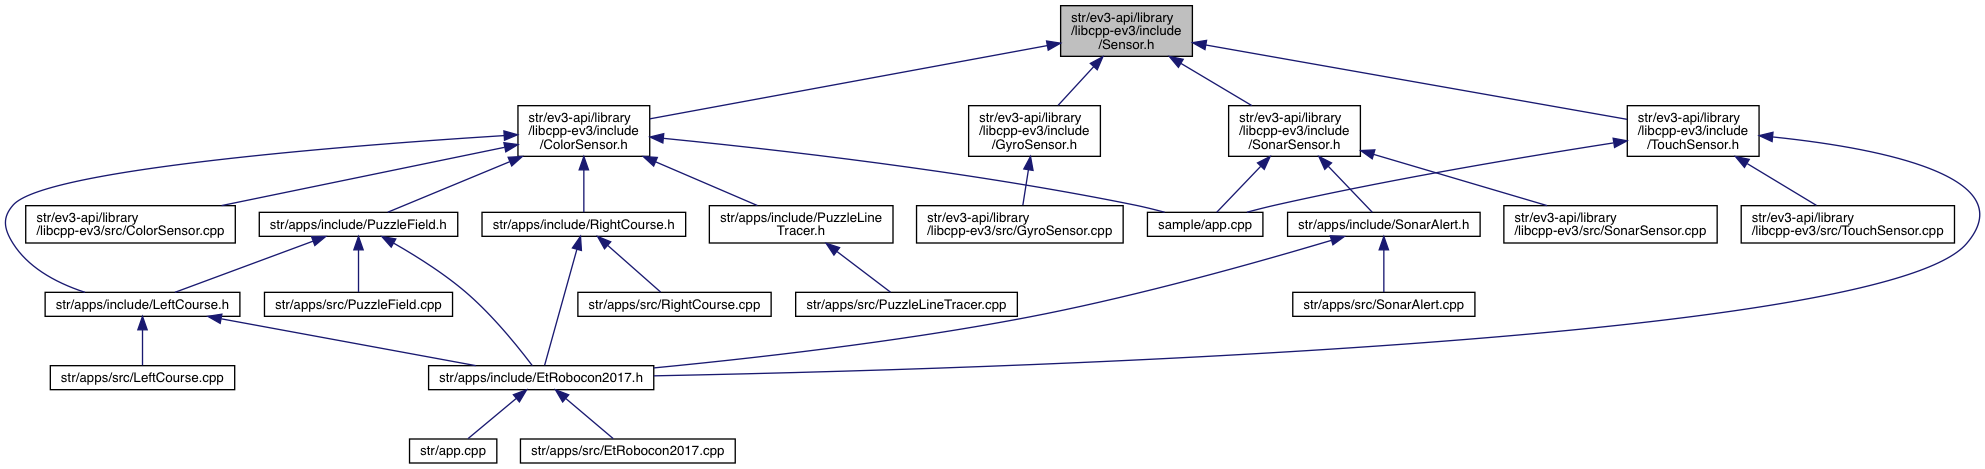 str/ev3-api/library
/libcpp-ev3/include
/Sensor.h
str/ev3-api/library
/libcpp-ev3/include
/ColorSensor.h
str/ev3-api/library
/libcpp-ev3/include
/GyroSensor.h
str/ev3-api/library
/libcpp-ev3/include
/SonarSensor.h
str/ev3-api/library
/libcpp-ev3/include
/TouchSensor.h
str/ev3-api/library
/libcpp-ev3/src/ColorSensor.cpp
str/apps/include/PuzzleField.h
str/apps/include/RightCourse.h
str/apps/include/PuzzleLine
Tracer.h
str/ev3-api/library
/libcpp-ev3/src/GyroSensor.cpp
sample/app.cpp
str/apps/include/SonarAlert.h
str/ev3-api/library
/libcpp-ev3/src/SonarSensor.cpp
str/ev3-api/library
/libcpp-ev3/src/TouchSensor.cpp
str/apps/include/LeftCourse.h
str/apps/src/PuzzleField.cpp
str/apps/src/RightCourse.cpp
str/apps/src/PuzzleLineTracer.cpp
str/apps/src/SonarAlert.cpp
str/apps/src/LeftCourse.cpp
str/apps/include/EtRobocon2017.h
str/app.cpp
str/apps/src/EtRobocon2017.cpp